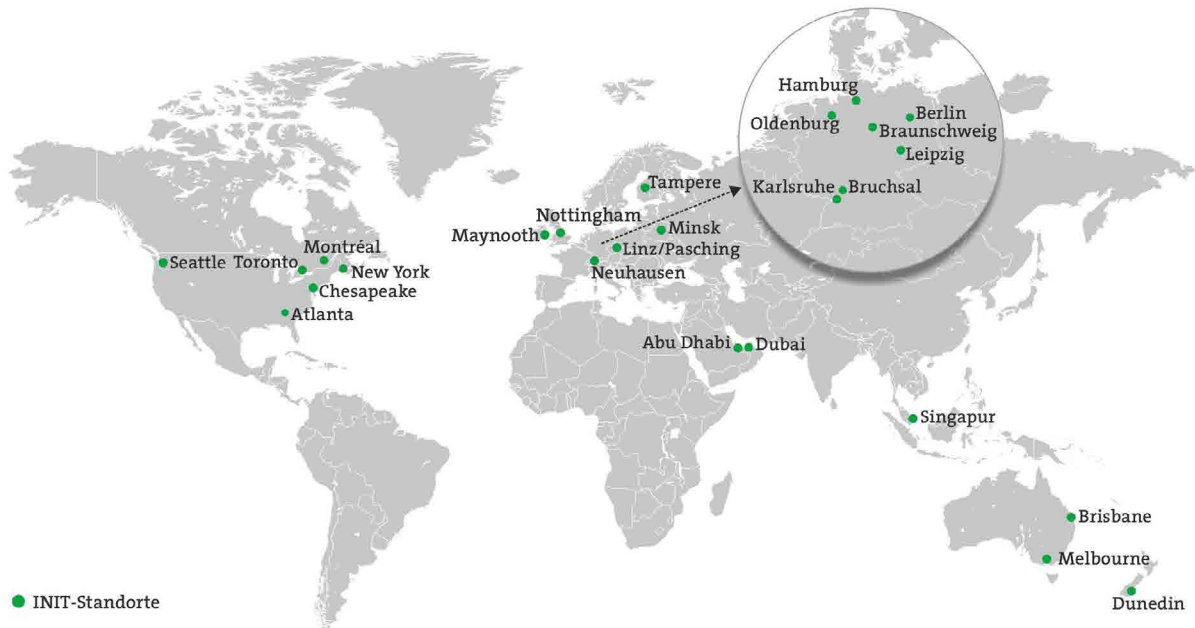 Hamburg
Berlin
Oldenburg
Braunschweig
Leipzig
Karlsruhe Bruchsal
Tampere
Nottingham
Maynooth
Minsk
Linz/Pasching
Neuhausen
Montréal
Seattle Toronto
New York
Chesapeake
Atlanta
Abu Dhabi Dubai
Singapur
Brisbane
Melbourne
Dunedin
INIT-Standorte